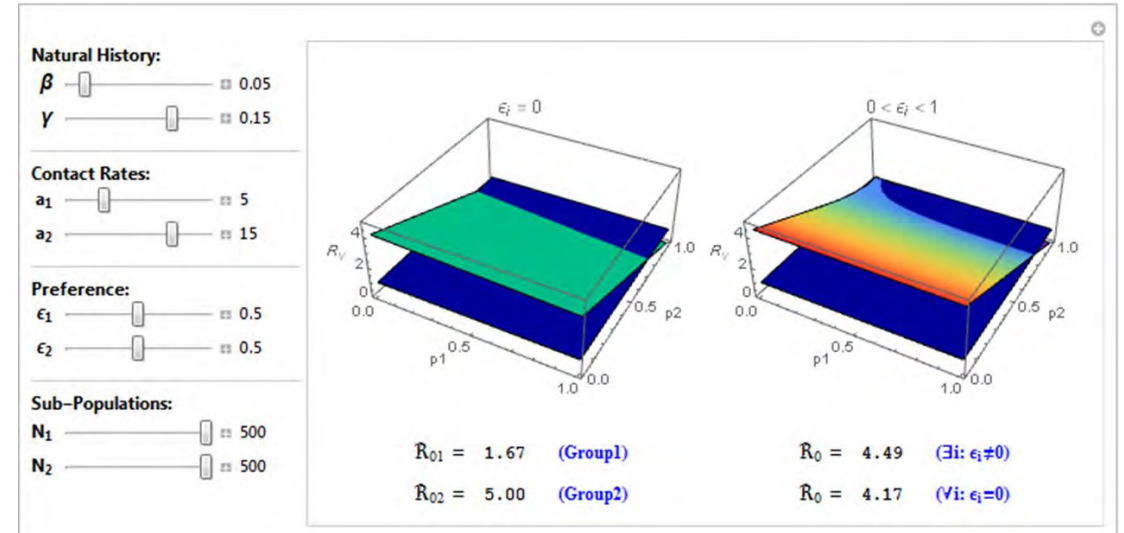 Natural History:
β 0.05
γ 0.15
Contact Rates:
a₁ 5
a₂ 15
Preference:
ϵ₁ 0.5
ϵ₂ 0.5
Sub-Populations:
N₁ 500
N₂ 500
ϵᵢ = 0
4
Rᵥ
2
0
0.0
p1
0.5
1.0
0.0
0.5
p2
1.0
0 < ϵᵢ < 1
4
Rᵥ
2
0
0.0
p1
0.5
1.0
0.0
0.5
p2
1.0
ℛ₀₁ = 1.67 (Group1)
ℛ₀₂ = 5.00 (Group2)
ℛ₀ = 4.49 (∃i: ϵᵢ≠0)
ℛ₀ = 4.17 (∀i: ϵᵢ=0)